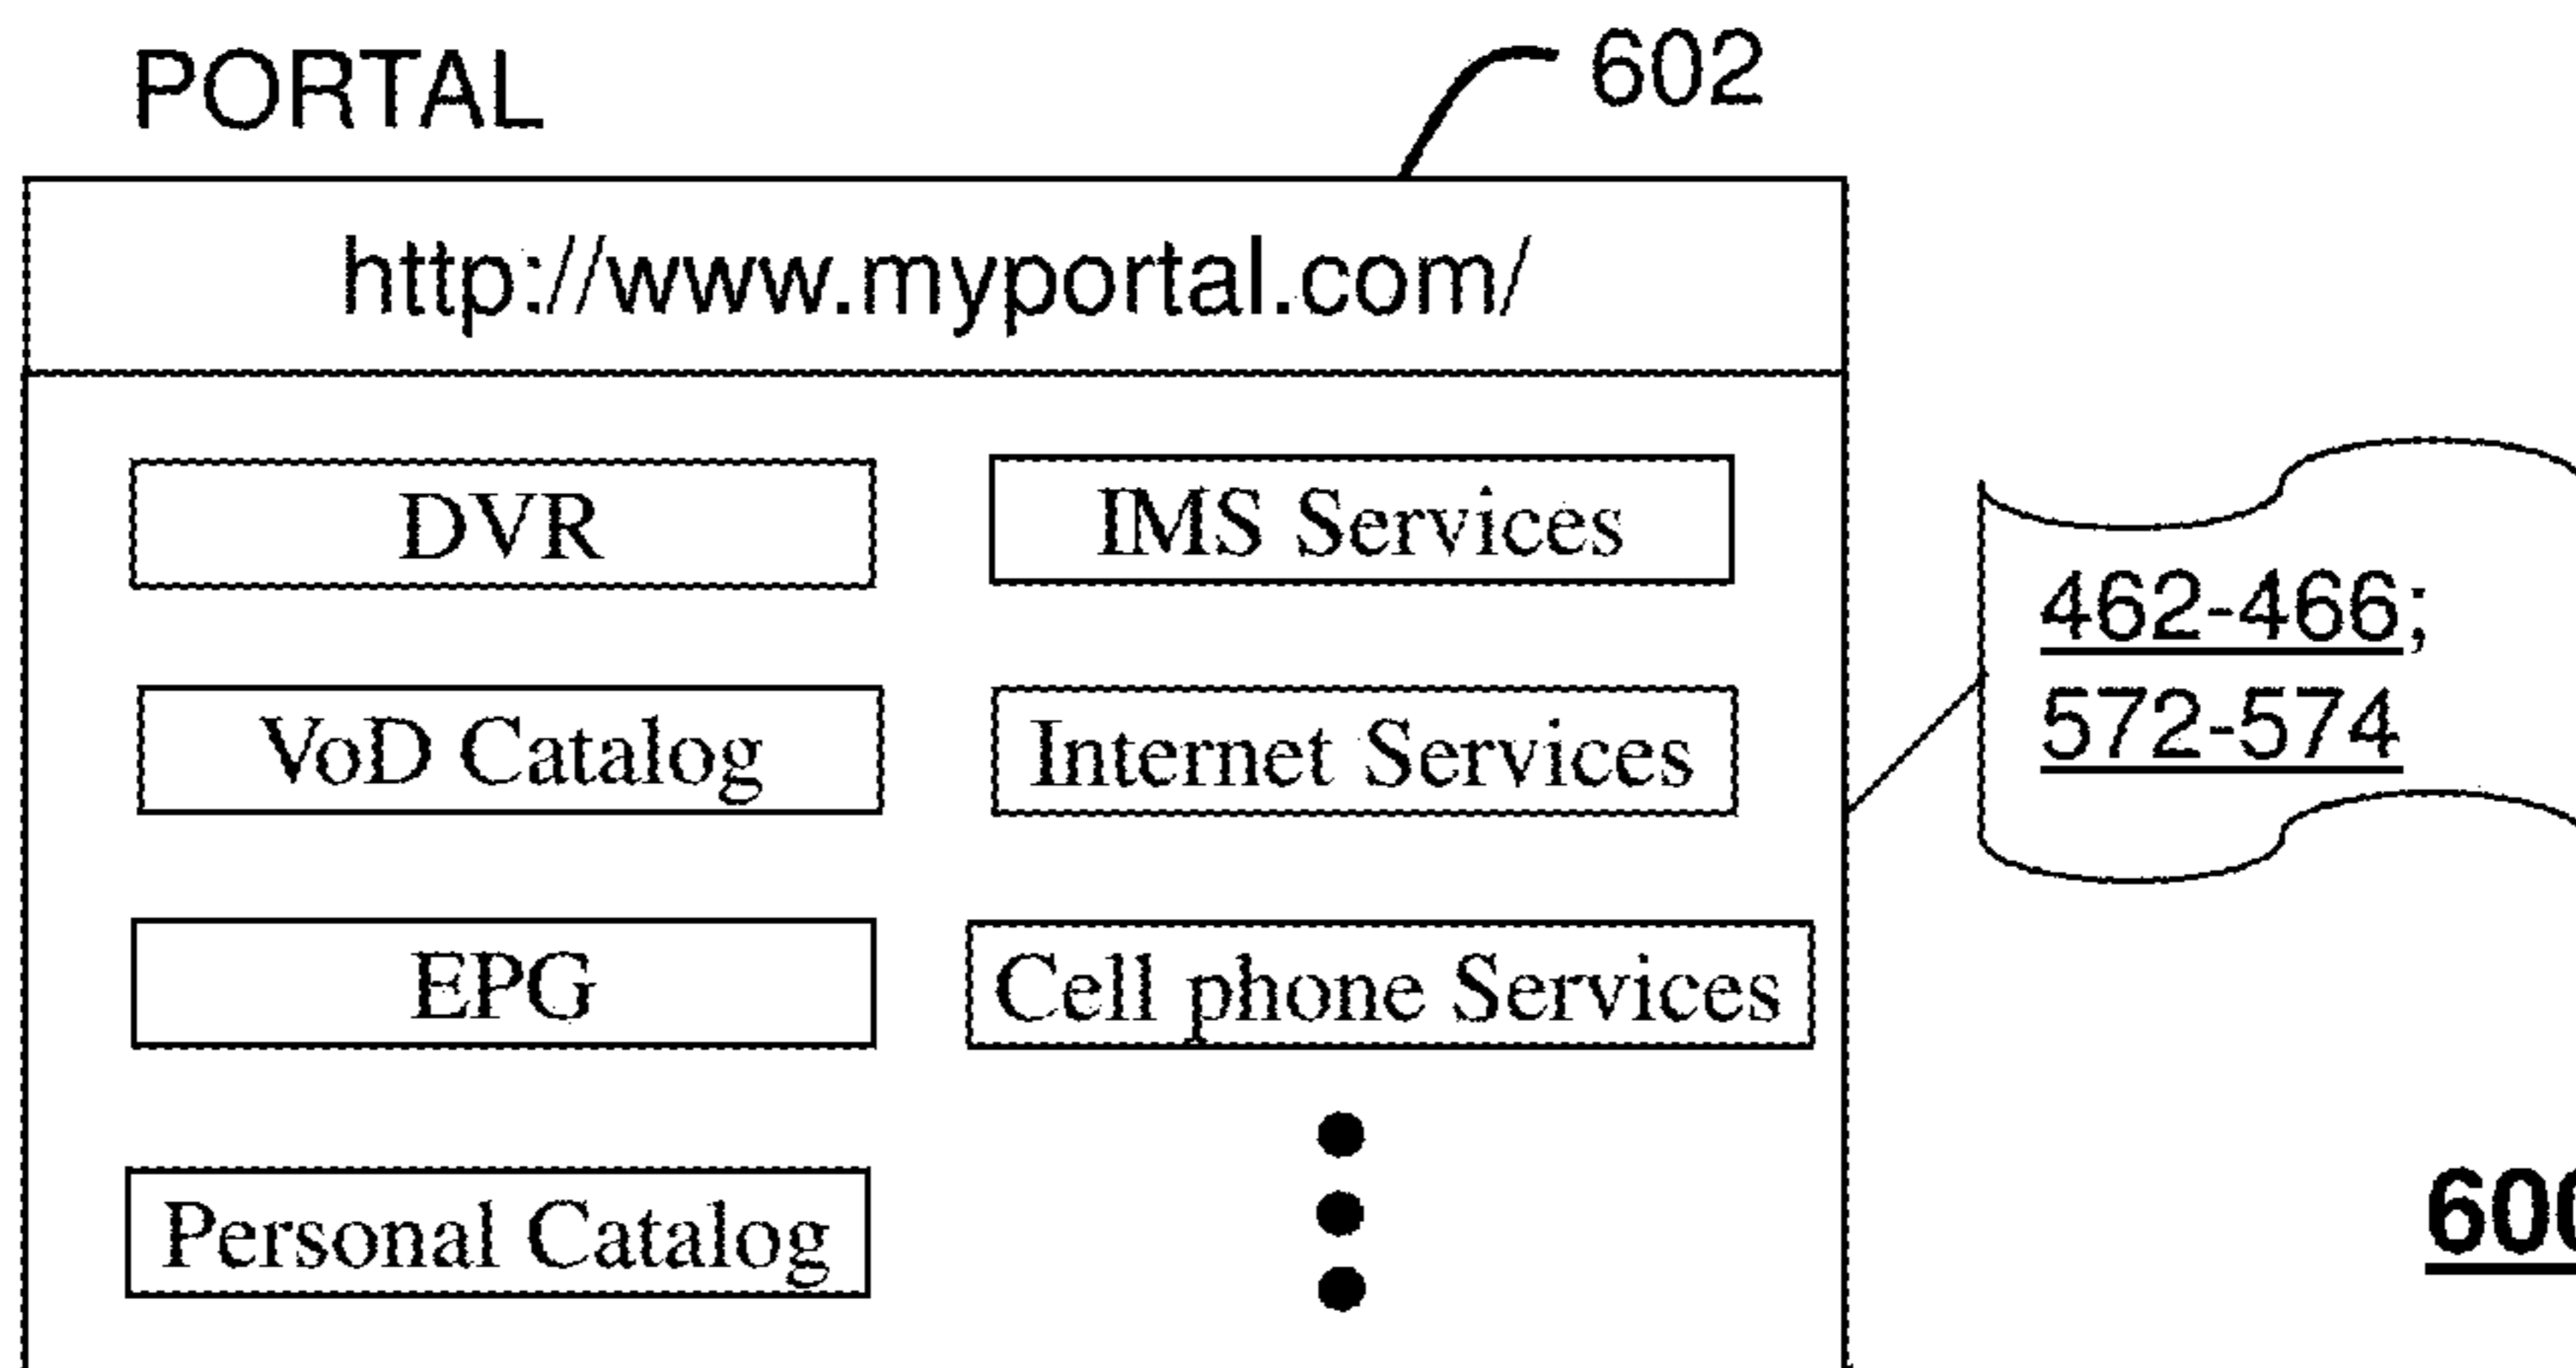 PORTAL
602
http://www.myportal.com/
DVR
IMS Services
VoD Catalog
Internet Services
EPG
Cell phone Services
Personal Catalog
462-466;
572-574